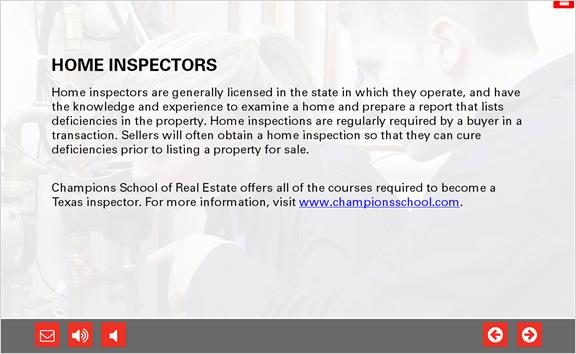 HOME INSPECTORS
Home inspectors are generally licensed in the state in which they operate, and have
the knowledge and experience to examine a home and prepare a report that lists
deficiencies in the property. Home inspections are regularly required by a buyer in a
transaction. Sellers will often obtain a home inspection so that they can cure
deficiencies prior to listing a property for sale.
Champions School of Real Estate offers all of the courses required to become a
Texas inspector. For more information, visit www.championsschool.com.